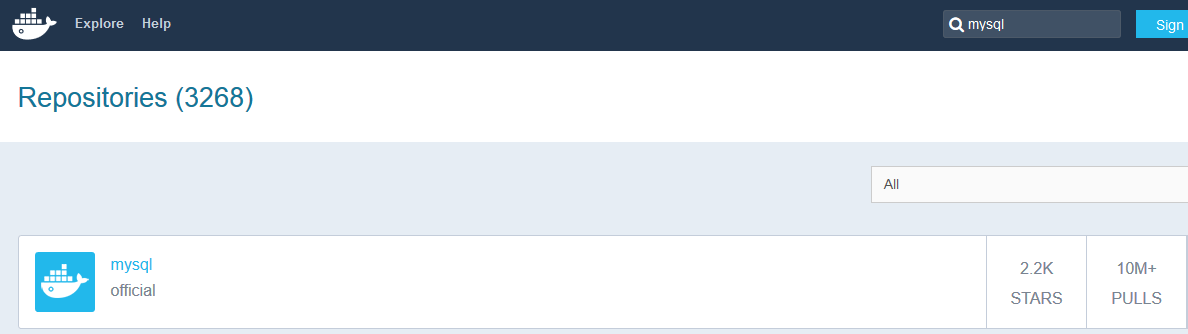 Explore Help mysql Sign
Repositories (3268)
All
mysql
official
2.2K
STARS
10M+
PULLS